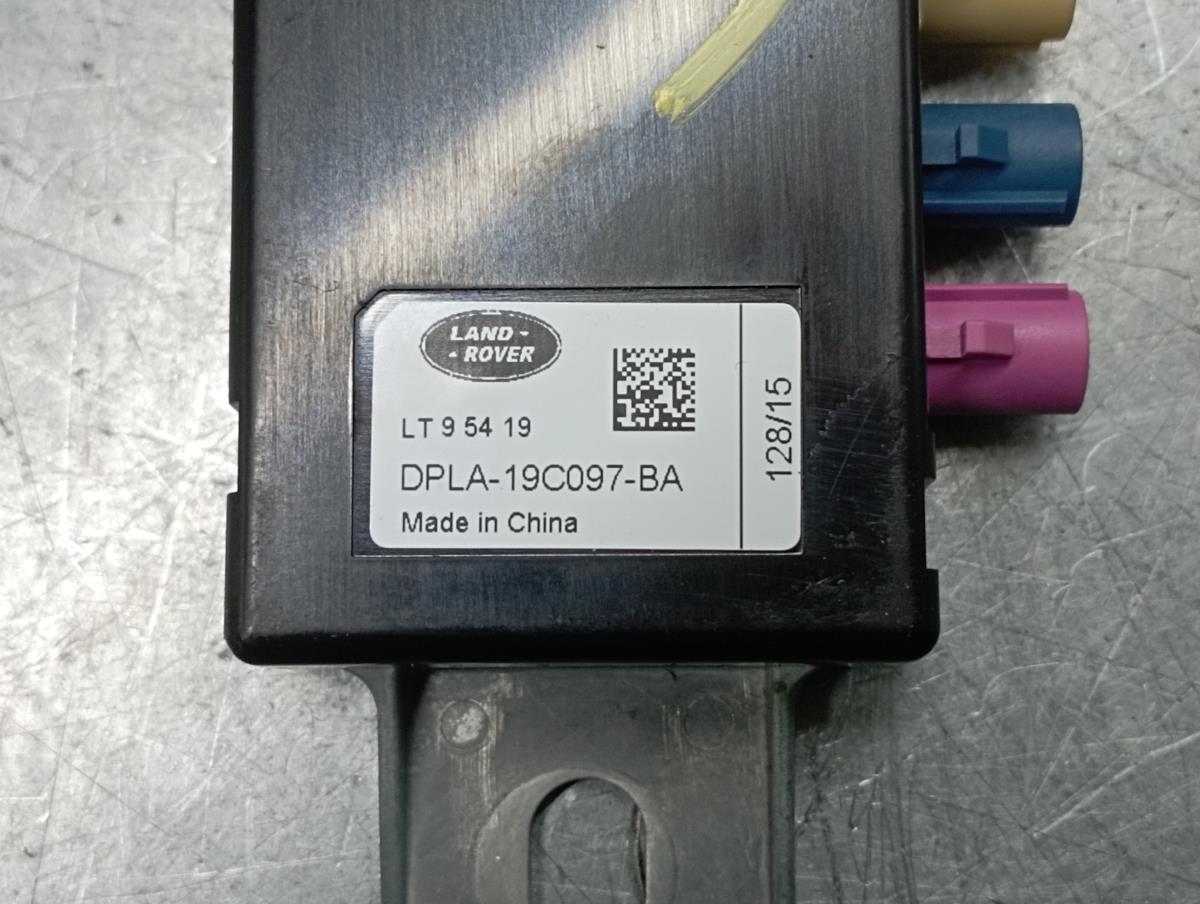 LAND -
- ROVER
LT 9 54 19
DPLA-19C097-BA
Made in China
128/15